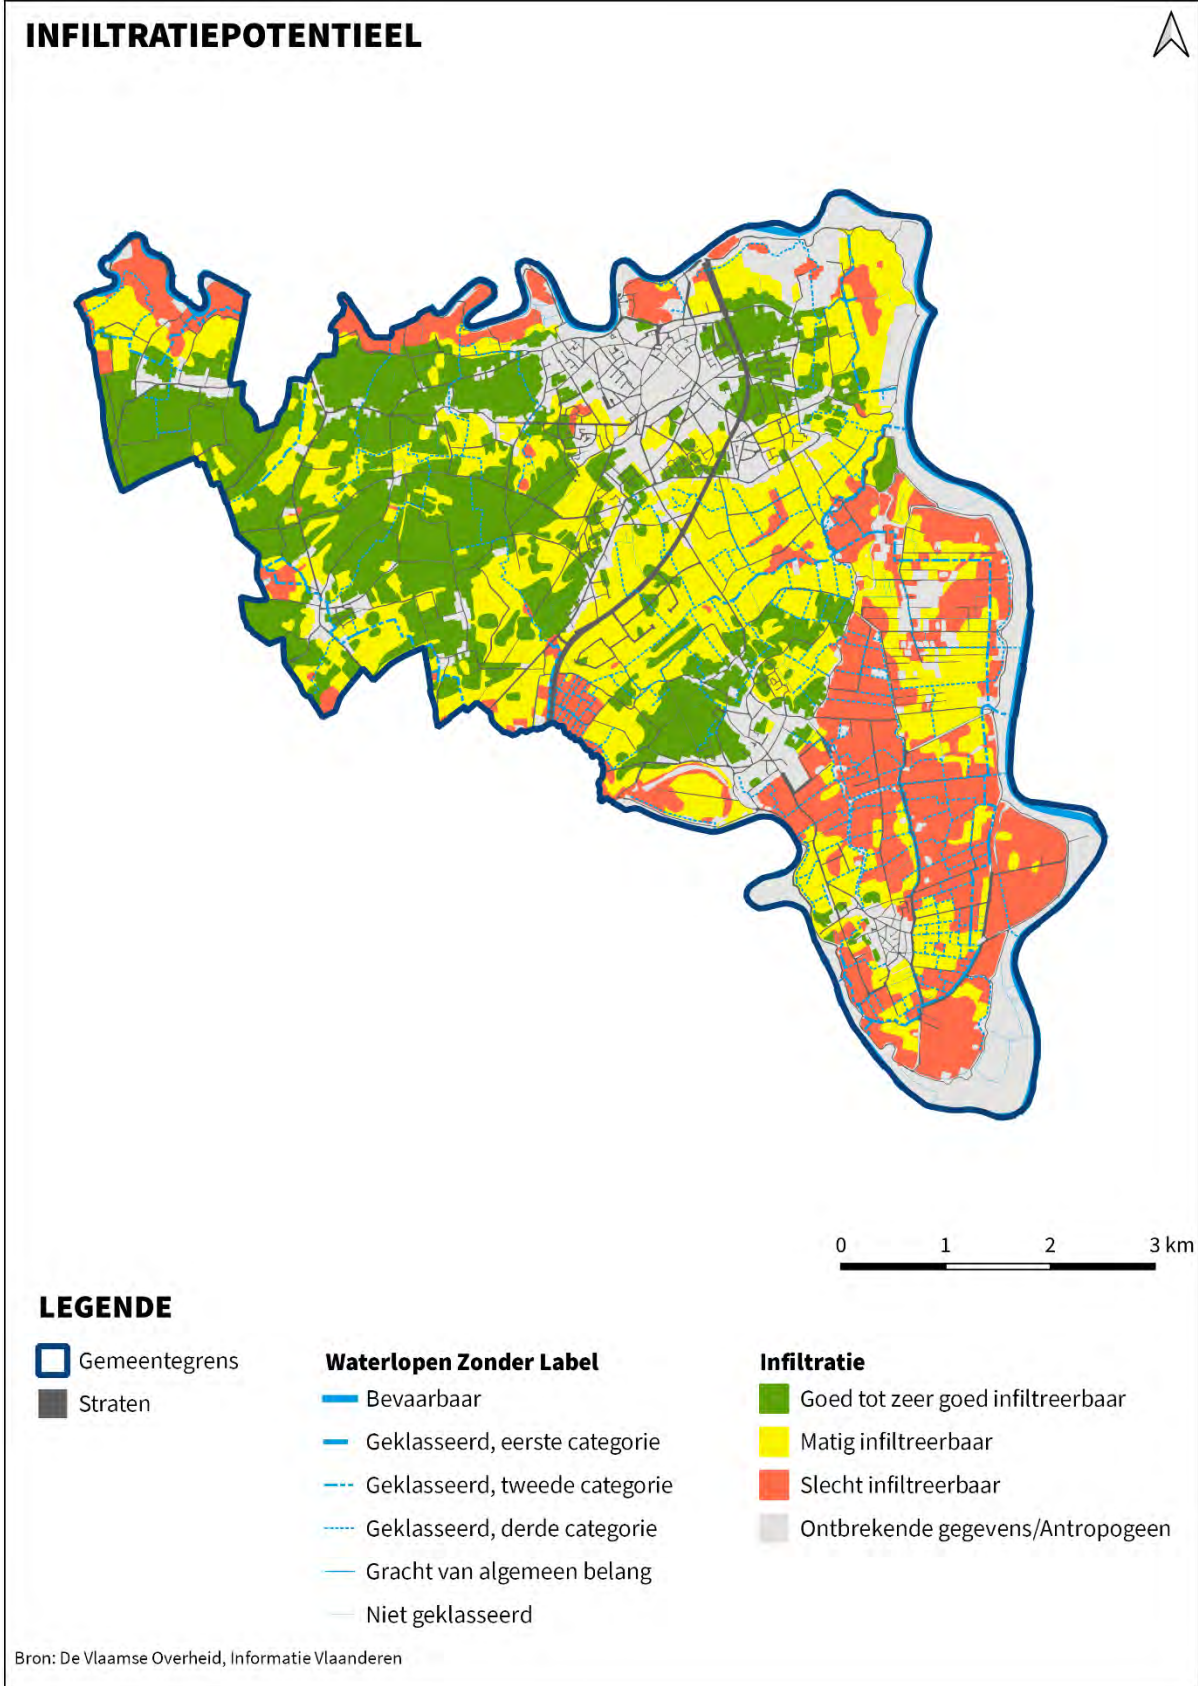 INFILTRATIEPOTENTIEEL
0 1 2 3 km
LEGENDE
Gemeentegrens
Straten
Waterlopen Zonder Label
Bevaarbaar
Geklasseerd, eerste categorie
Geklasseerd, tweede categorie
Geklasseerd, derde categorie
Gracht van algemeen belang
Niet geklasseerd
Infiltratie
Goed tot zeer goed infiltreerbaar
Matig infiltreerbaar
Slecht infiltreerbaar
Ontbrekende gegevens/Antropogeen
Bron: De Vlaamse Overheid, Informatie Vlaanderen